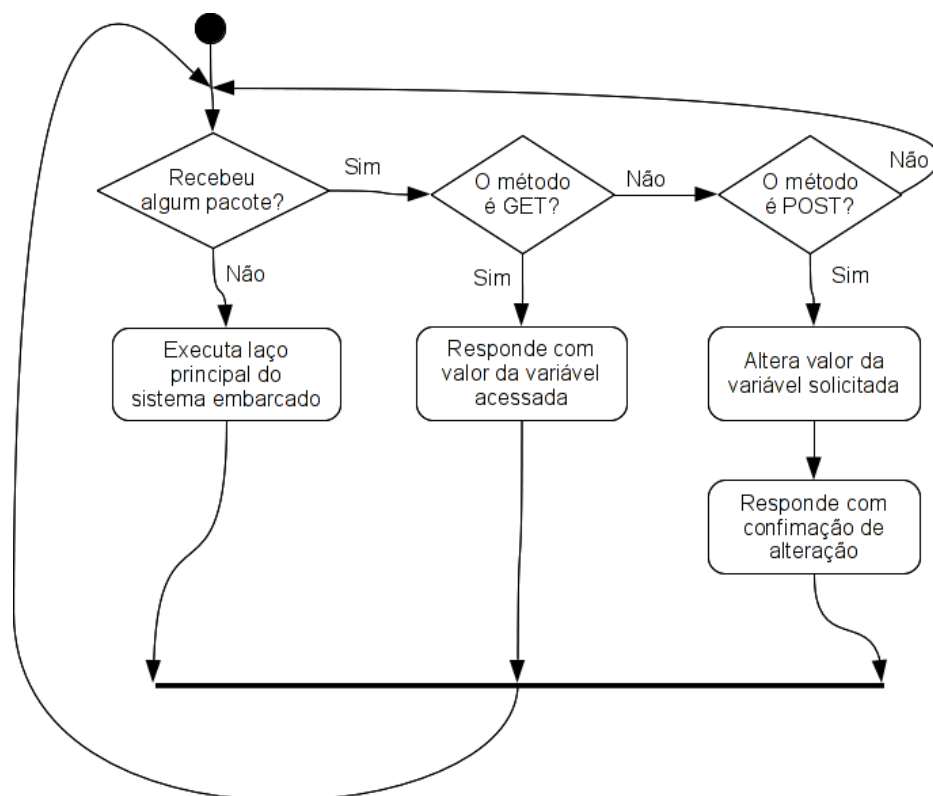 Recebeu
algum pacote?
Sim
O método
é GET?
Não
O método
é POST?
Não
Não
Sim
Sim
Executa laço
principal do
sistema embarcado
Responde com
valor da variável
acessada
Altera valor da
variável solicitada
Responde com
confimação de
alteração